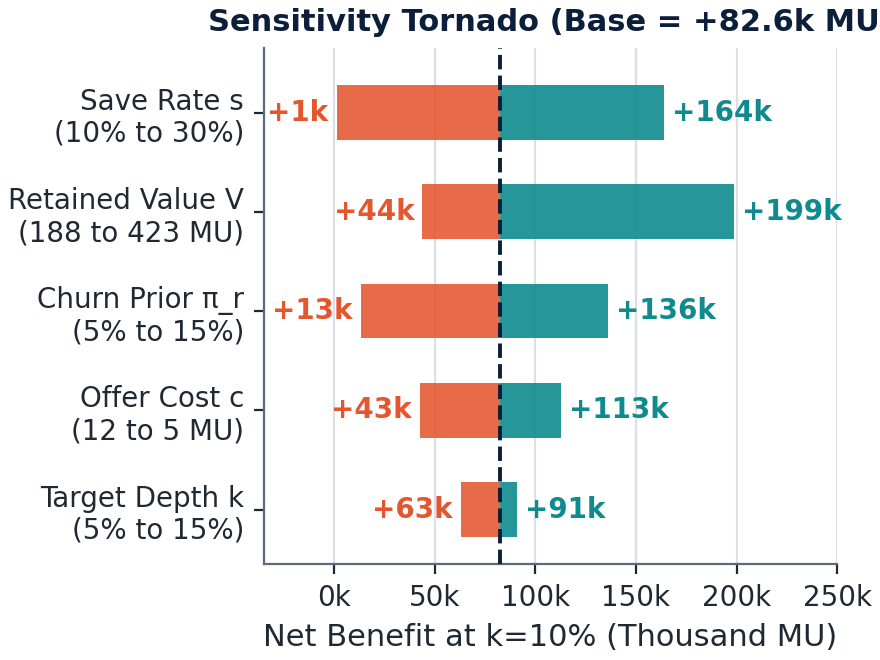 Sensitivity Tornado (Base = +82.6k MU
Save Rate s
(10% to 30%)
+1k
+164k
Retained Value V
(188 to 423 MU)
+44k
+199k
Churn Prior π_r
(5% to 15%)
+13k
+136k
Offer Cost c
(12 to 5 MU)
+43k
+113k
Target Depth k
(5% to 15%)
+63k
+91k
0k 50k 100k 150k 200k 250k
Net Benefit at k=10% (Thousand MU)